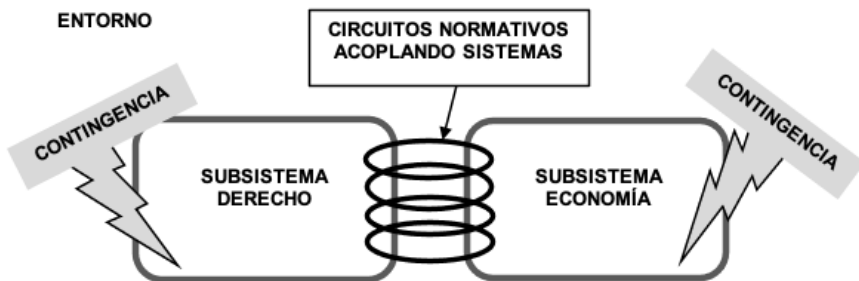 ENTORNO
CIRCUITOS NORMATIVOS
ACOPLANDO SISTEMAS
CONTINGENCIA
CONTINGENCIA
SUBSISTEMA
DERECHO
SUBSISTEMA
ECONOMÍA